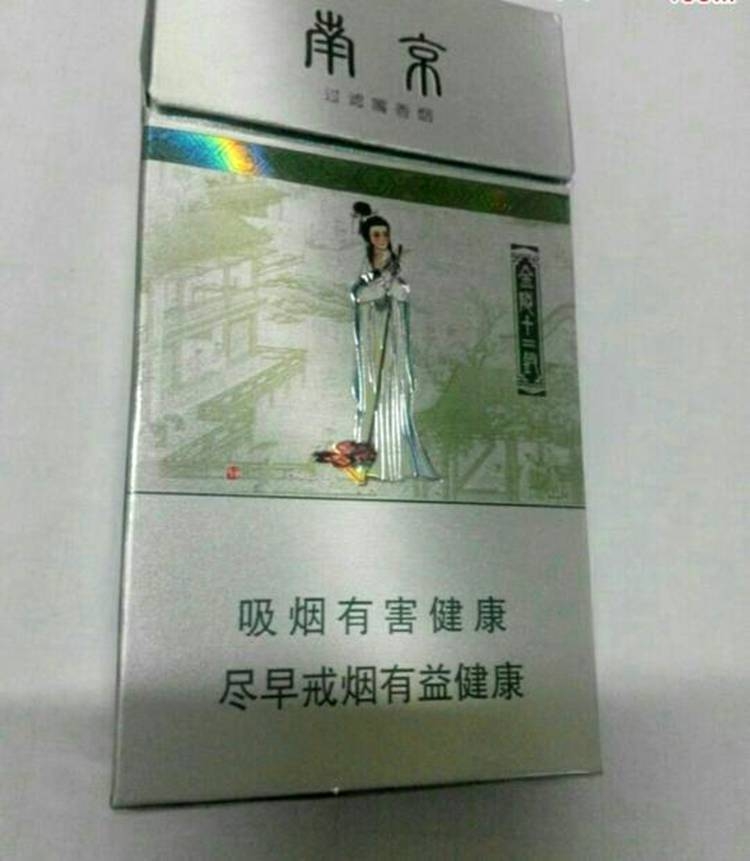 南京
过滤嘴香烟
金陵十二钗
吸烟有害健康
尽早戒烟有益健康